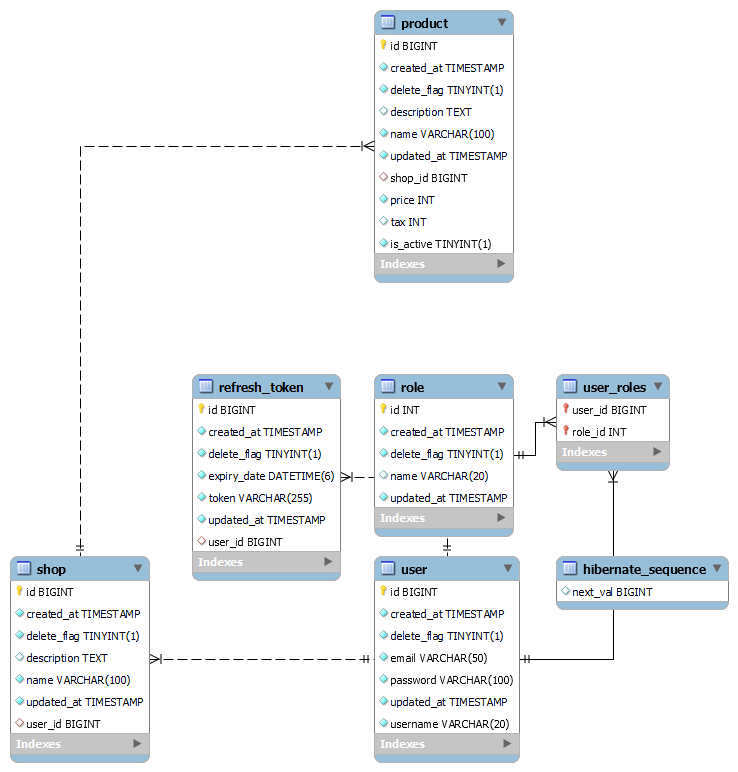 product
id BIGINT
created_at TIMESTAMP
delete_flag TINYINT(1)
description TEXT
name VARCHAR(100)
updated_at TIMESTAMP
shop_id BIGINT
price INT
tax INT
is_active TINYINT(1)
Indexes
refresh_token
id BIGINT
created_at TIMESTAMP
delete_flag TINYINT(1)
expiry_date DATETIME(6)
token VARCHAR(255)
updated_at TIMESTAMP
user_id BIGINT
Indexes
role
id INT
created_at TIMESTAMP
delete_flag TINYINT(1)
name VARCHAR(20)
updated_at TIMESTAMP
Indexes
user_roles
user_id BIGINT
role_id INT
Indexes
shop
id BIGINT
created_at TIMESTAMP
delete_flag TINYINT(1)
description TEXT
name VARCHAR(100)
updated_at TIMESTAMP
user_id BIGINT
Indexes
user
id BIGINT
created_at TIMESTAMP
delete_flag TINYINT(1)
email VARCHAR(50)
password VARCHAR(100)
updated_at TIMESTAMP
username VARCHAR(20)
Indexes
hibernate_sequence
next_val BIGINT